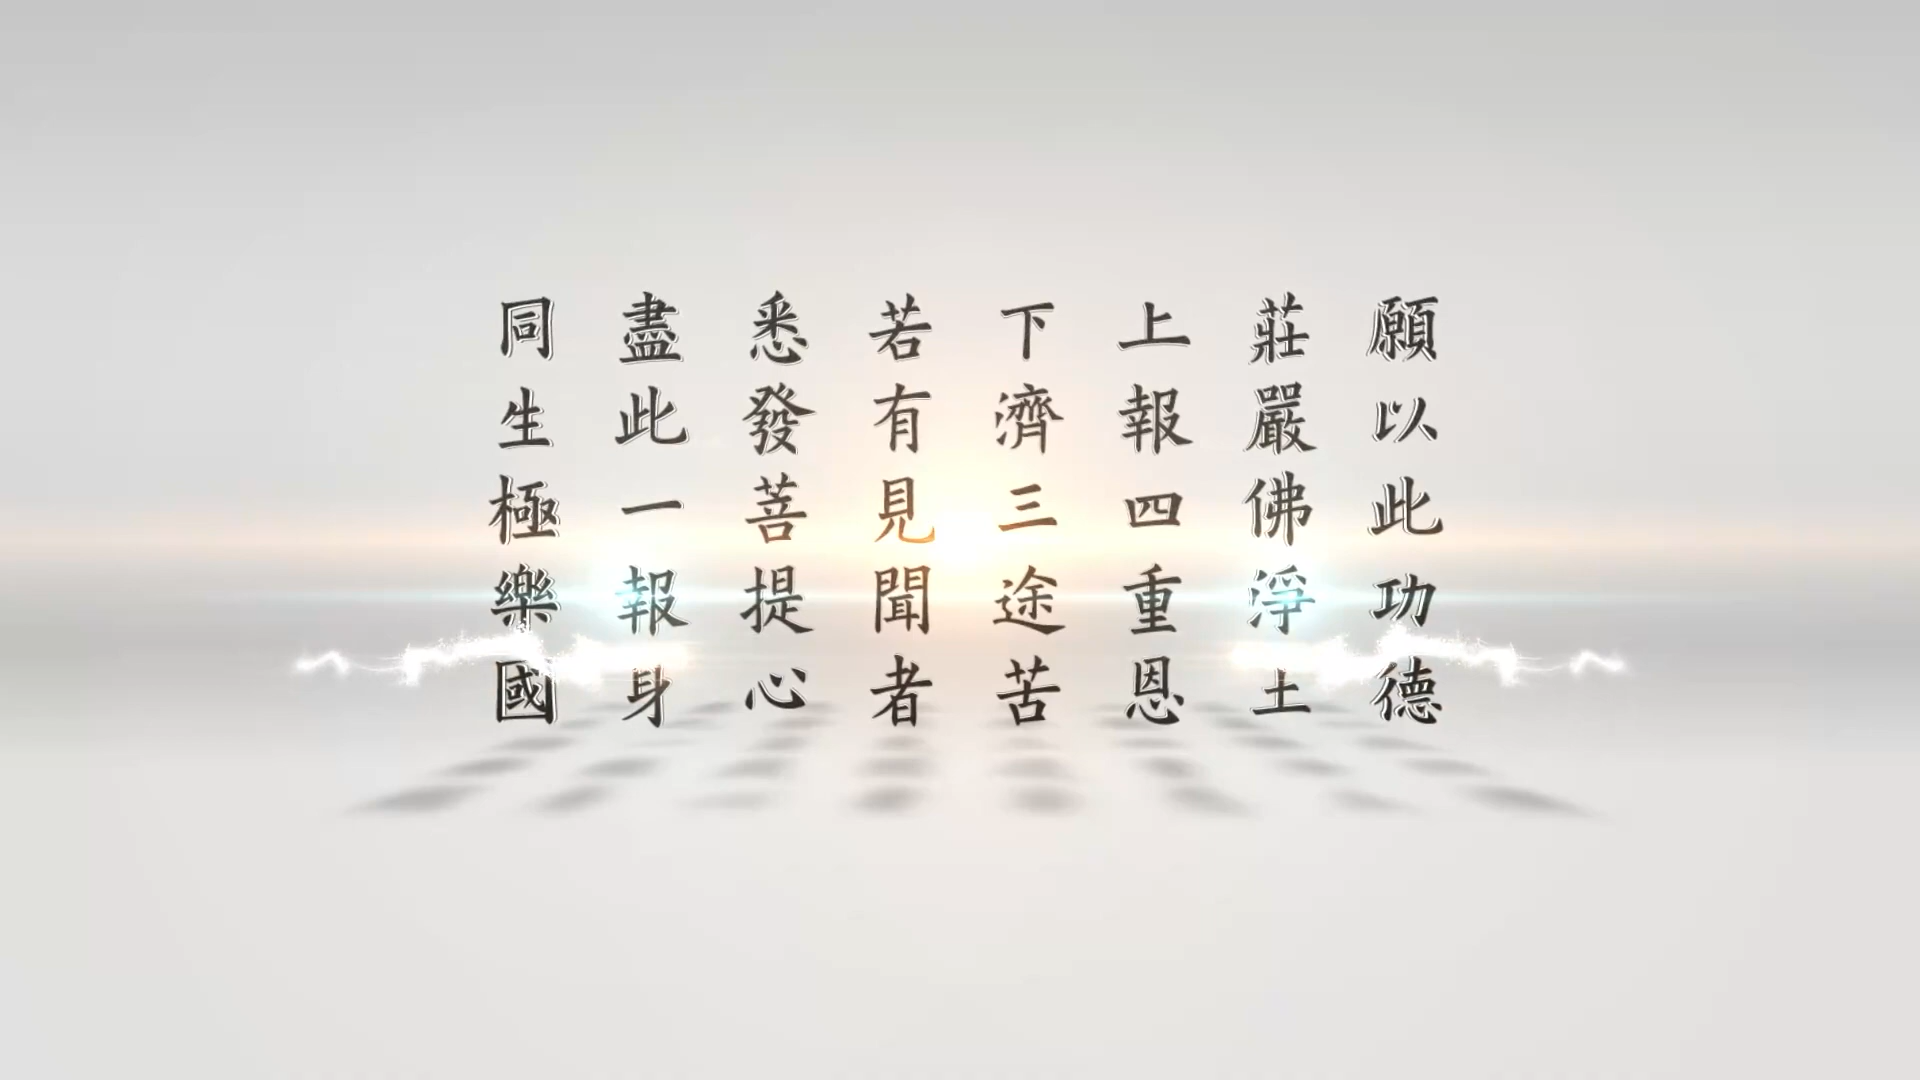 願以此功德
莊嚴佛淨土
上報四重恩
下濟三途苦
若有見聞者
悉發菩提心
盡此一報身
同生極樂國